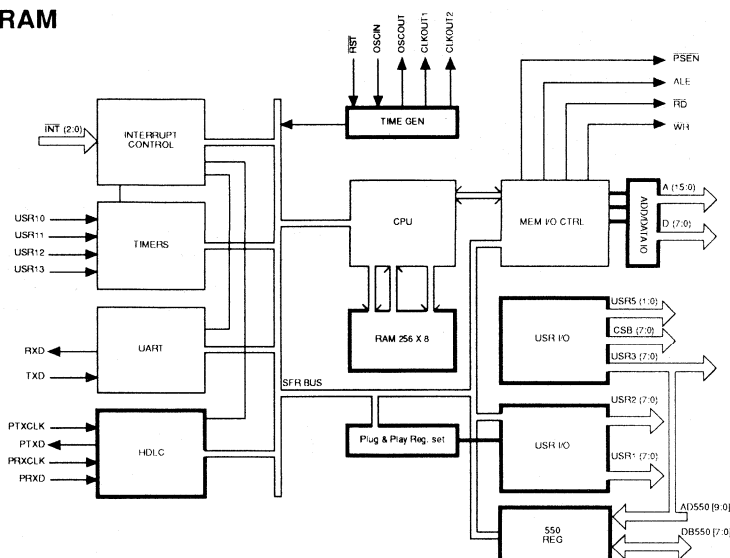 RAM
RST
OSCIN
OSCOUT
CLKOUT1
CLKOUT2
PSEN
ALE
RD
WR
TIME GEN
INT (2:0)
INTERRUPT
CONTROL
USR10
USR11
USR12
USR13
TIMERS
CPU
MEM I/O CTRL
ADD/DATA IO
A (15:0)
D (7:0)
RAM 256 X 8
USR I/O
USR5 (1:0)
CSB (7:0)
USR3 (7:0)
RXD
TXD
UART
SFR BUS
PTXCLK
PTXD
PRXCLK
PRXD
HDLC
Plug & Play Reg. set
USR I/O
USR2 (7:0)
USR1 (7:0)
550
REG
AD550 [9:0]
DB550 [7:0]